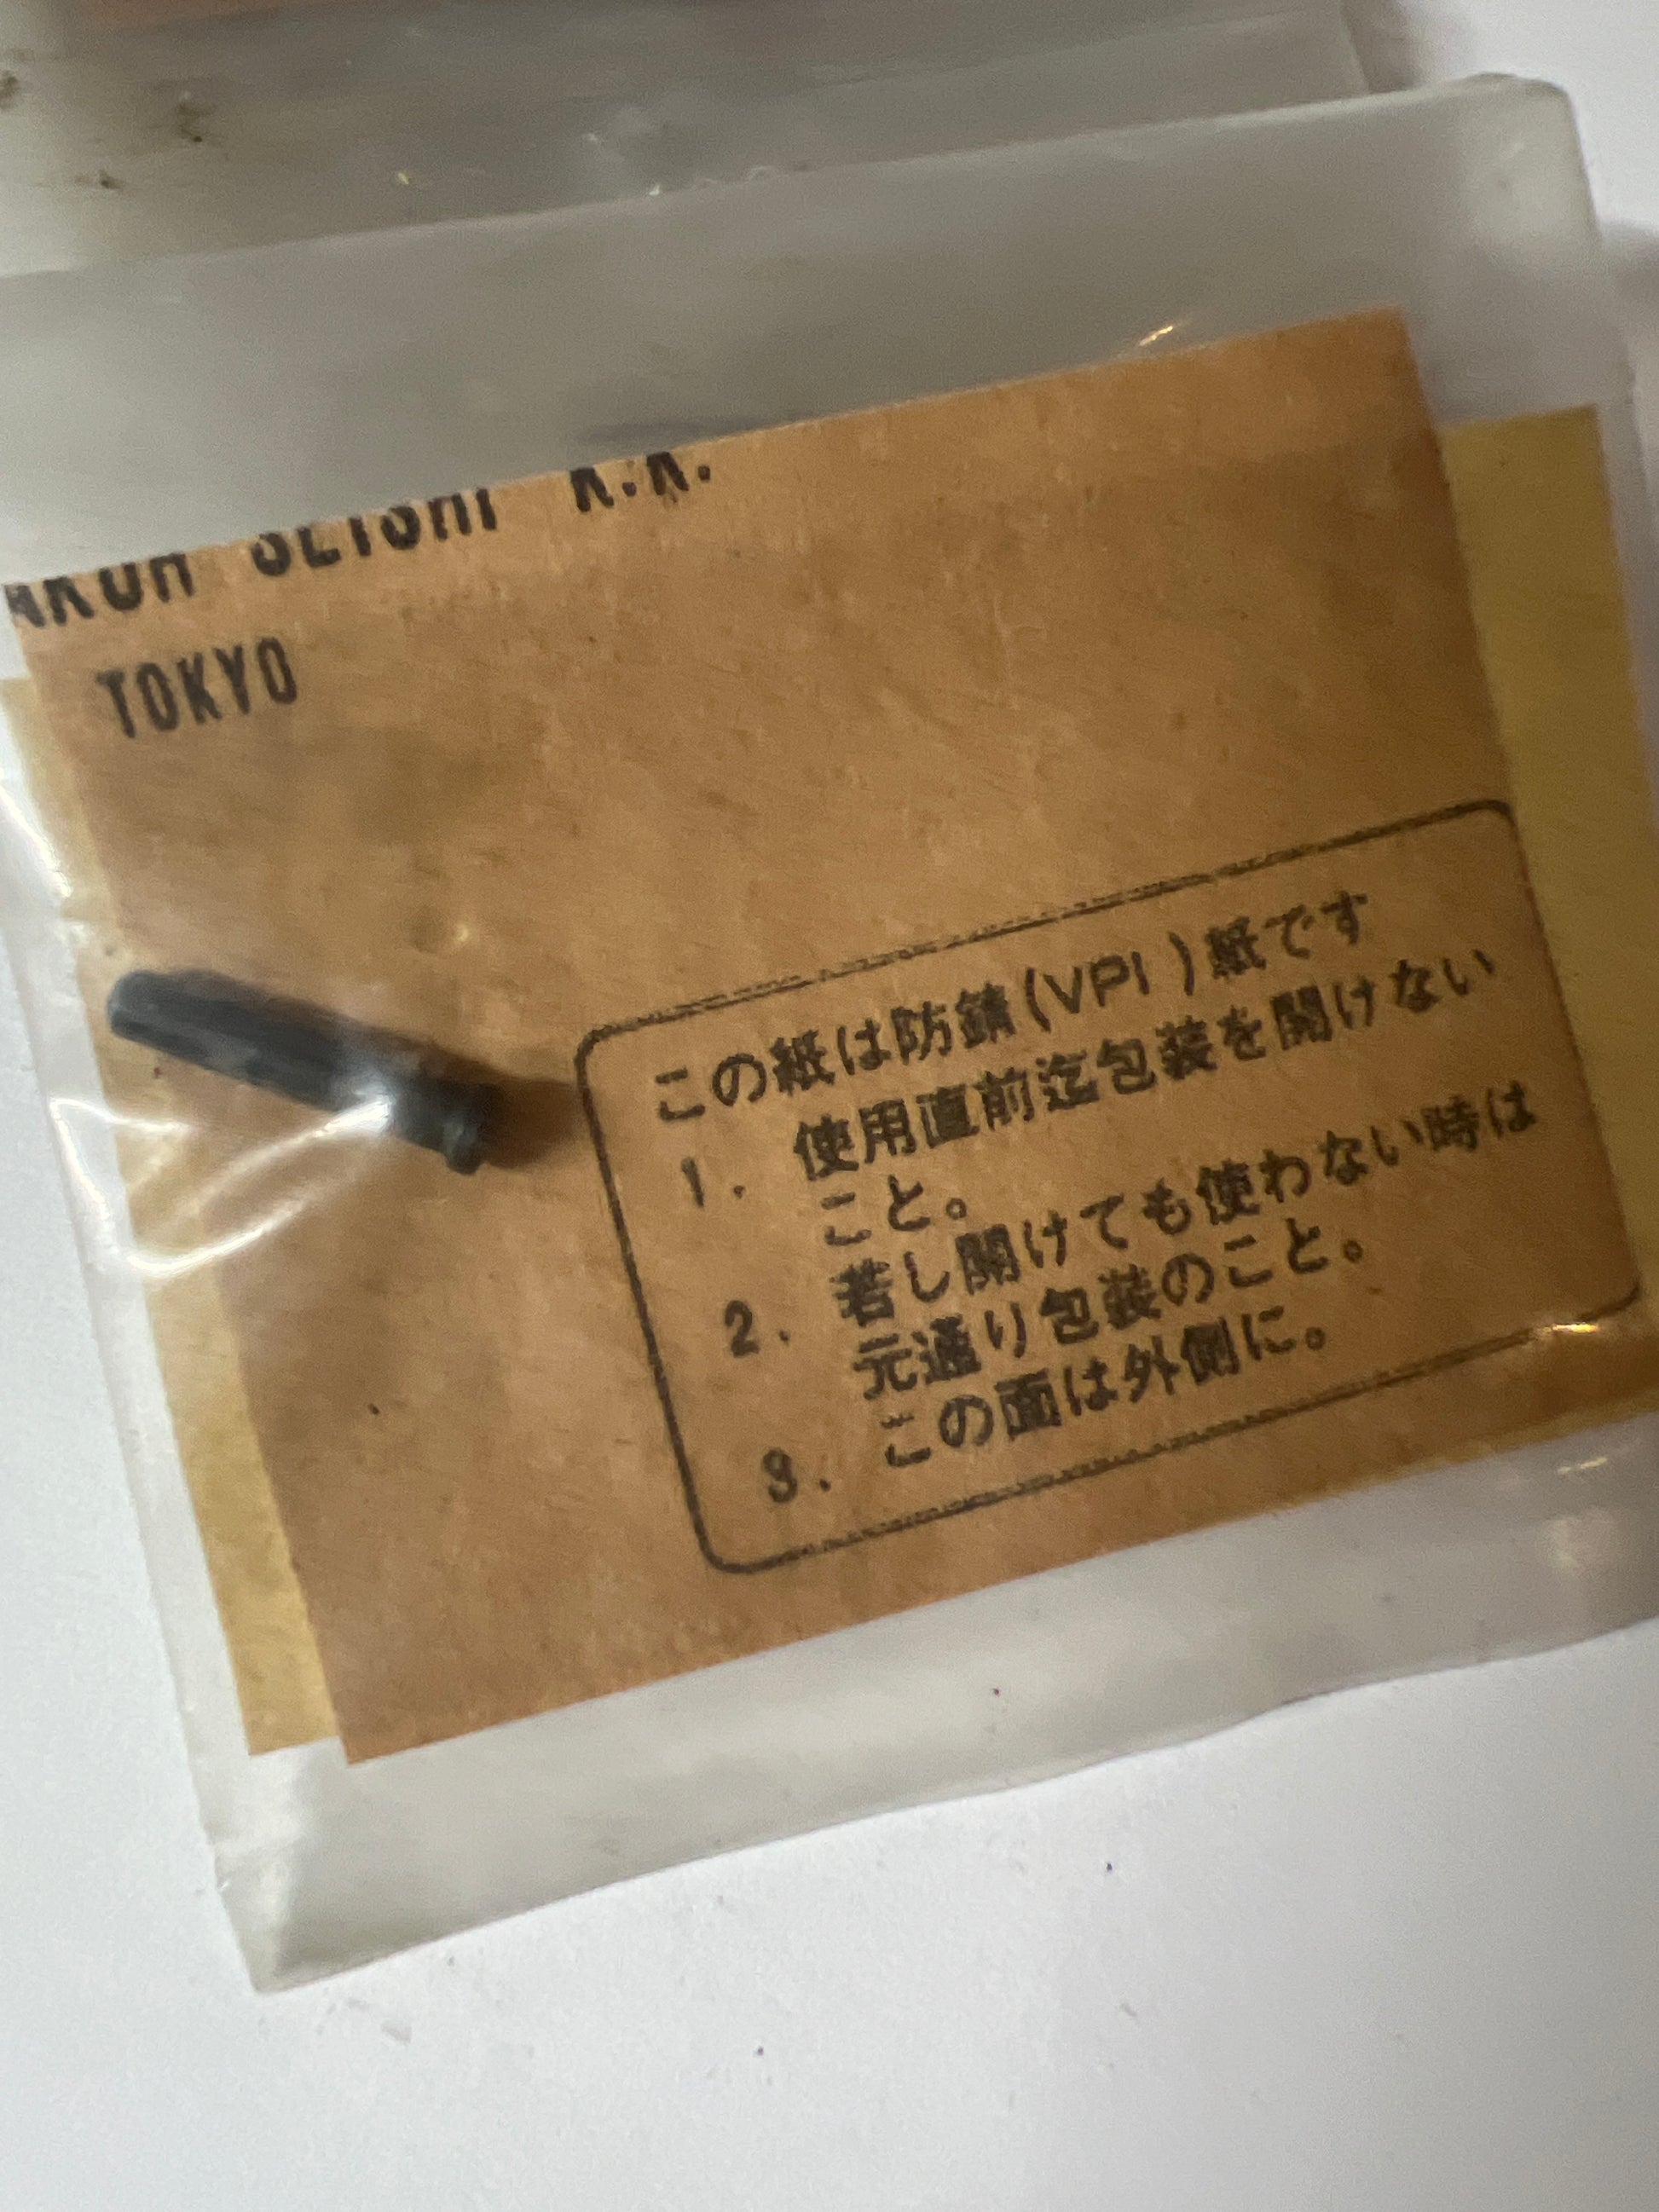 SEISHI K.K.
TOKYO
この紙は防錆(VPI)紙です
1. 使用直前迄包装を開けない
こと。
2. 若し開けても使わない時は
元通り包装のこと。
3. この面は外側に。